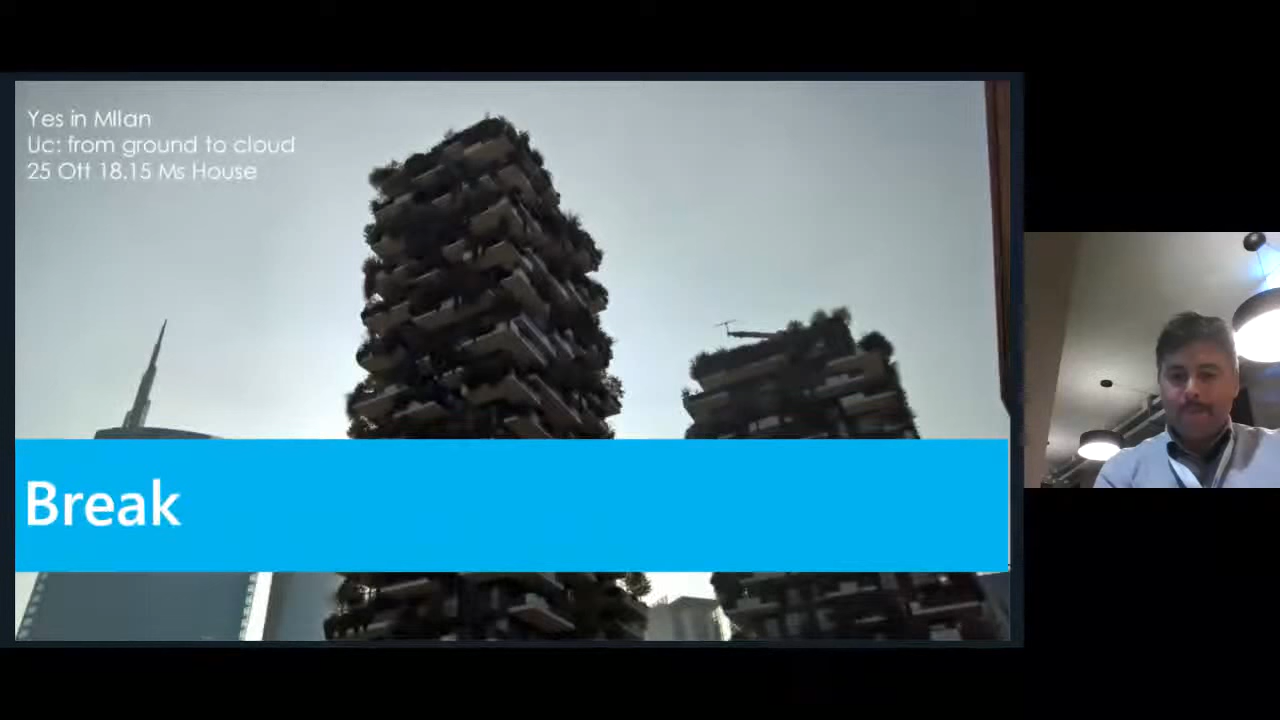 Yes in MIlan
Uc: from ground to cloud
25 Ott 18.15 Ms House
Break